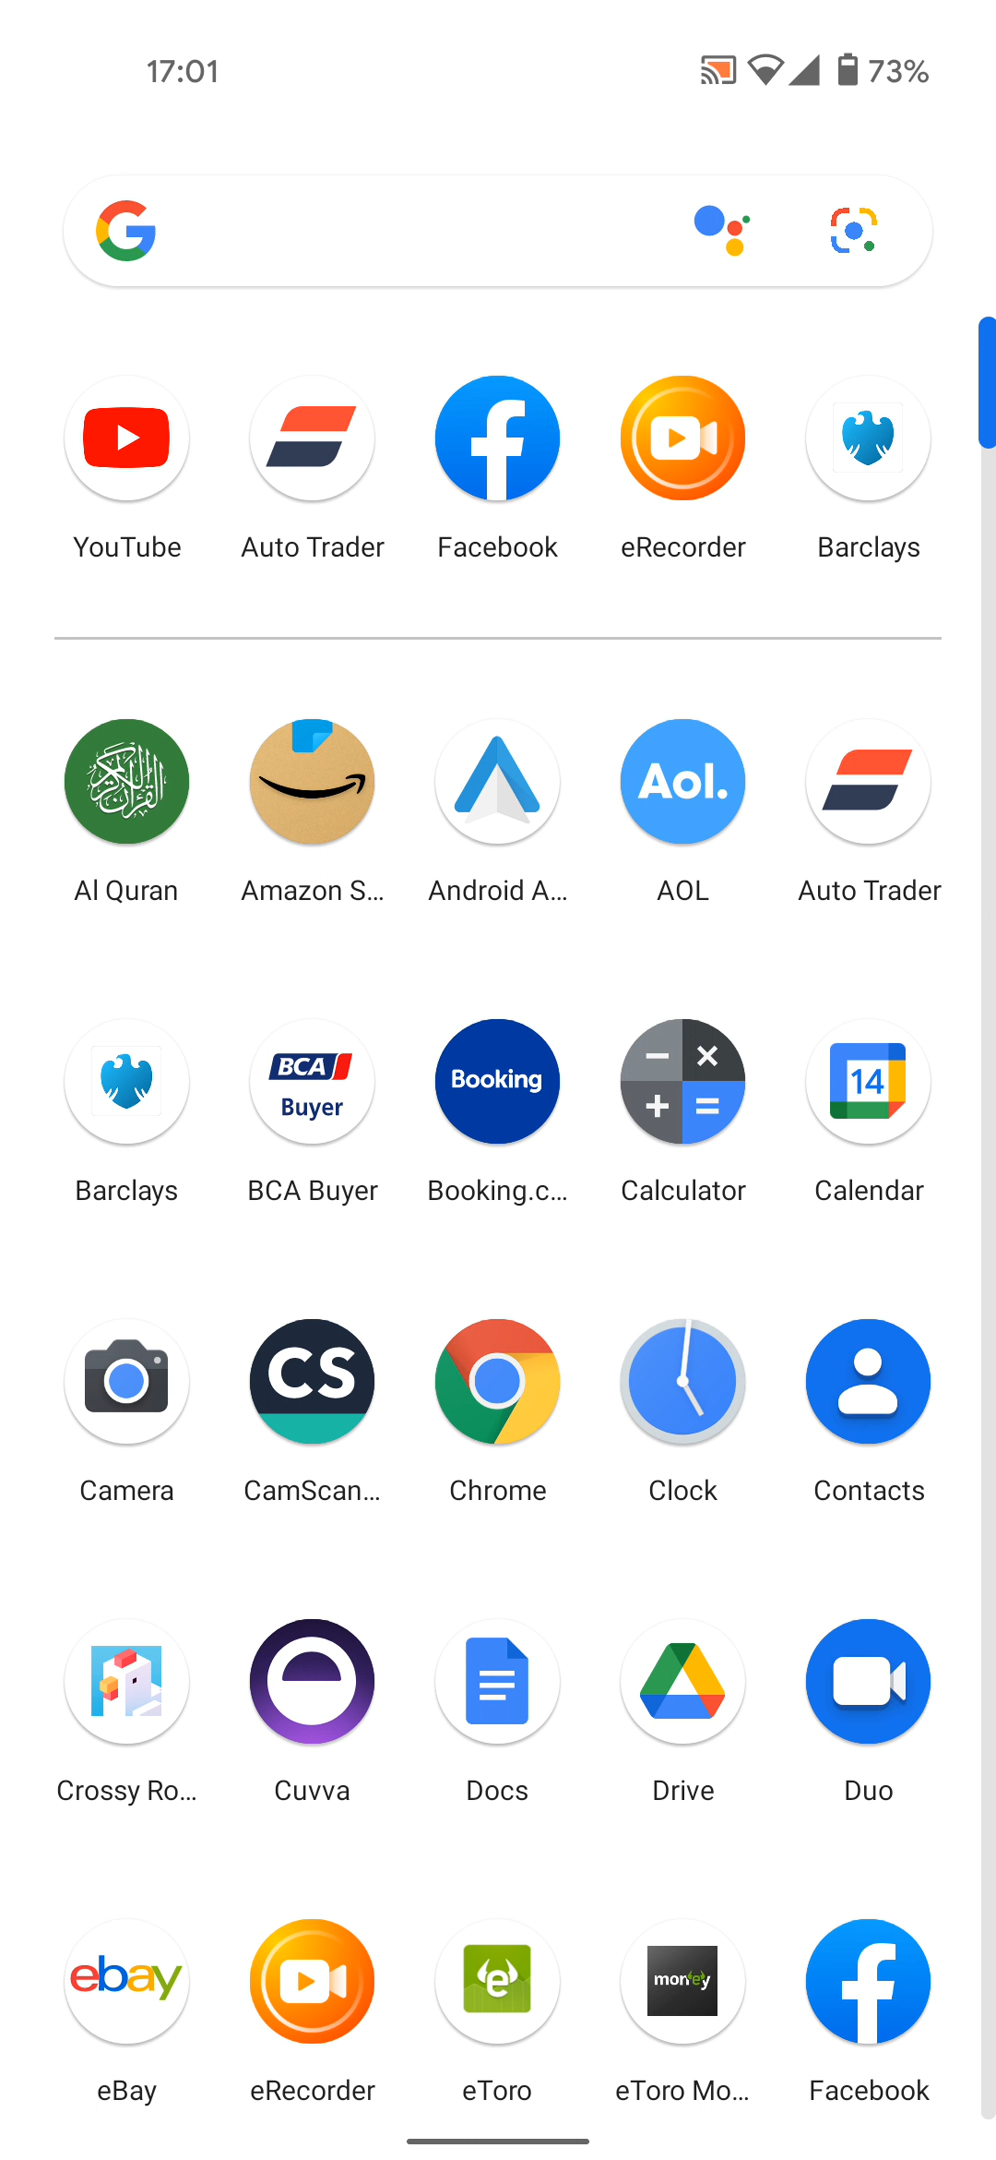 17:01 73%
YouTube Auto Trader Facebook eRecorder Barclays
Aol.
Al Quran Amazon S... Android A... AOL Auto Trader
BCA Booking 14
Buyer
Barclays BCA Buyer Booking.c... Calculator Calendar
CS
Camera CamScan... Chrome Clock Contacts
Crossy Ro... Cuvva Docs Drive Duo
ebay e money
eBay eRecorder eToro eToro Mo... Facebook